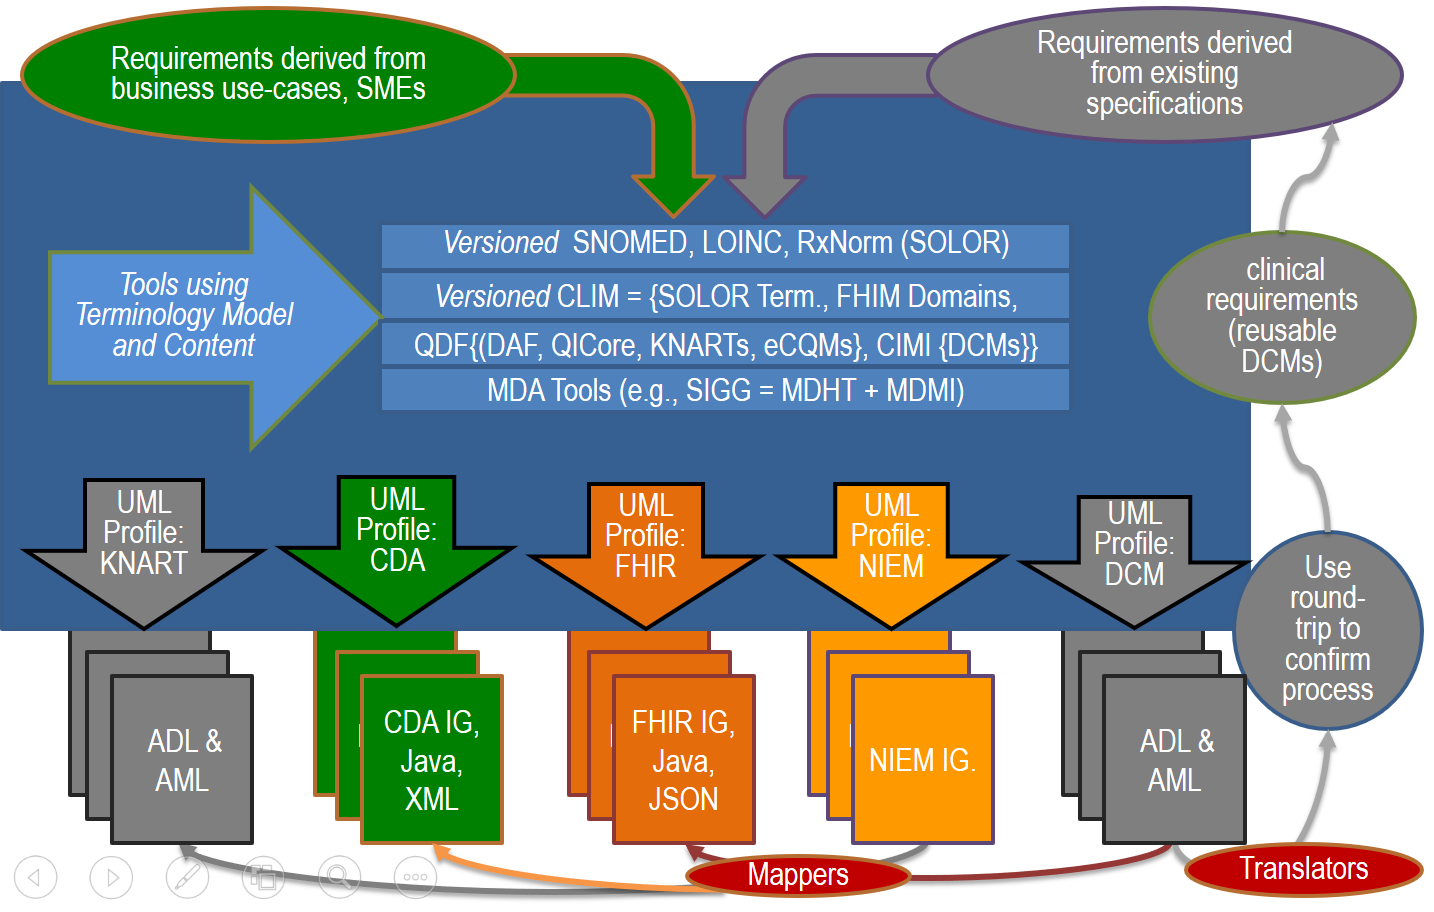 Requirements derived from
business use-cases, SMEs
Requirements derived
from existing
specifications
Tools using
Terminology Model
and Content
Versioned  SNOMED, LOINC, RxNorm (SOLOR)
Versioned CLIM = {SOLOR Term., FHIM Domains,
QDF{(DAF, QICore, KNARTs, eCQMs}, CIMI {DCMs}}
MDA Tools (e.g., SIGG = MDHT + MDMI)
clinical
requirements
(reusable
DCMs)
UML
Profile:
KNART
UML
Profile:
CDA
UML
Profile:
FHIR
UML
Profile:
NIEM
UML
Profile:
DCM
Use
round-
trip to
confirm
process
ADL &
AML
CDA IG,
Java,
XML
FHIR IG,
Java,
JSON
NIEM IG.
ADL &
AML
Mappers
Translators